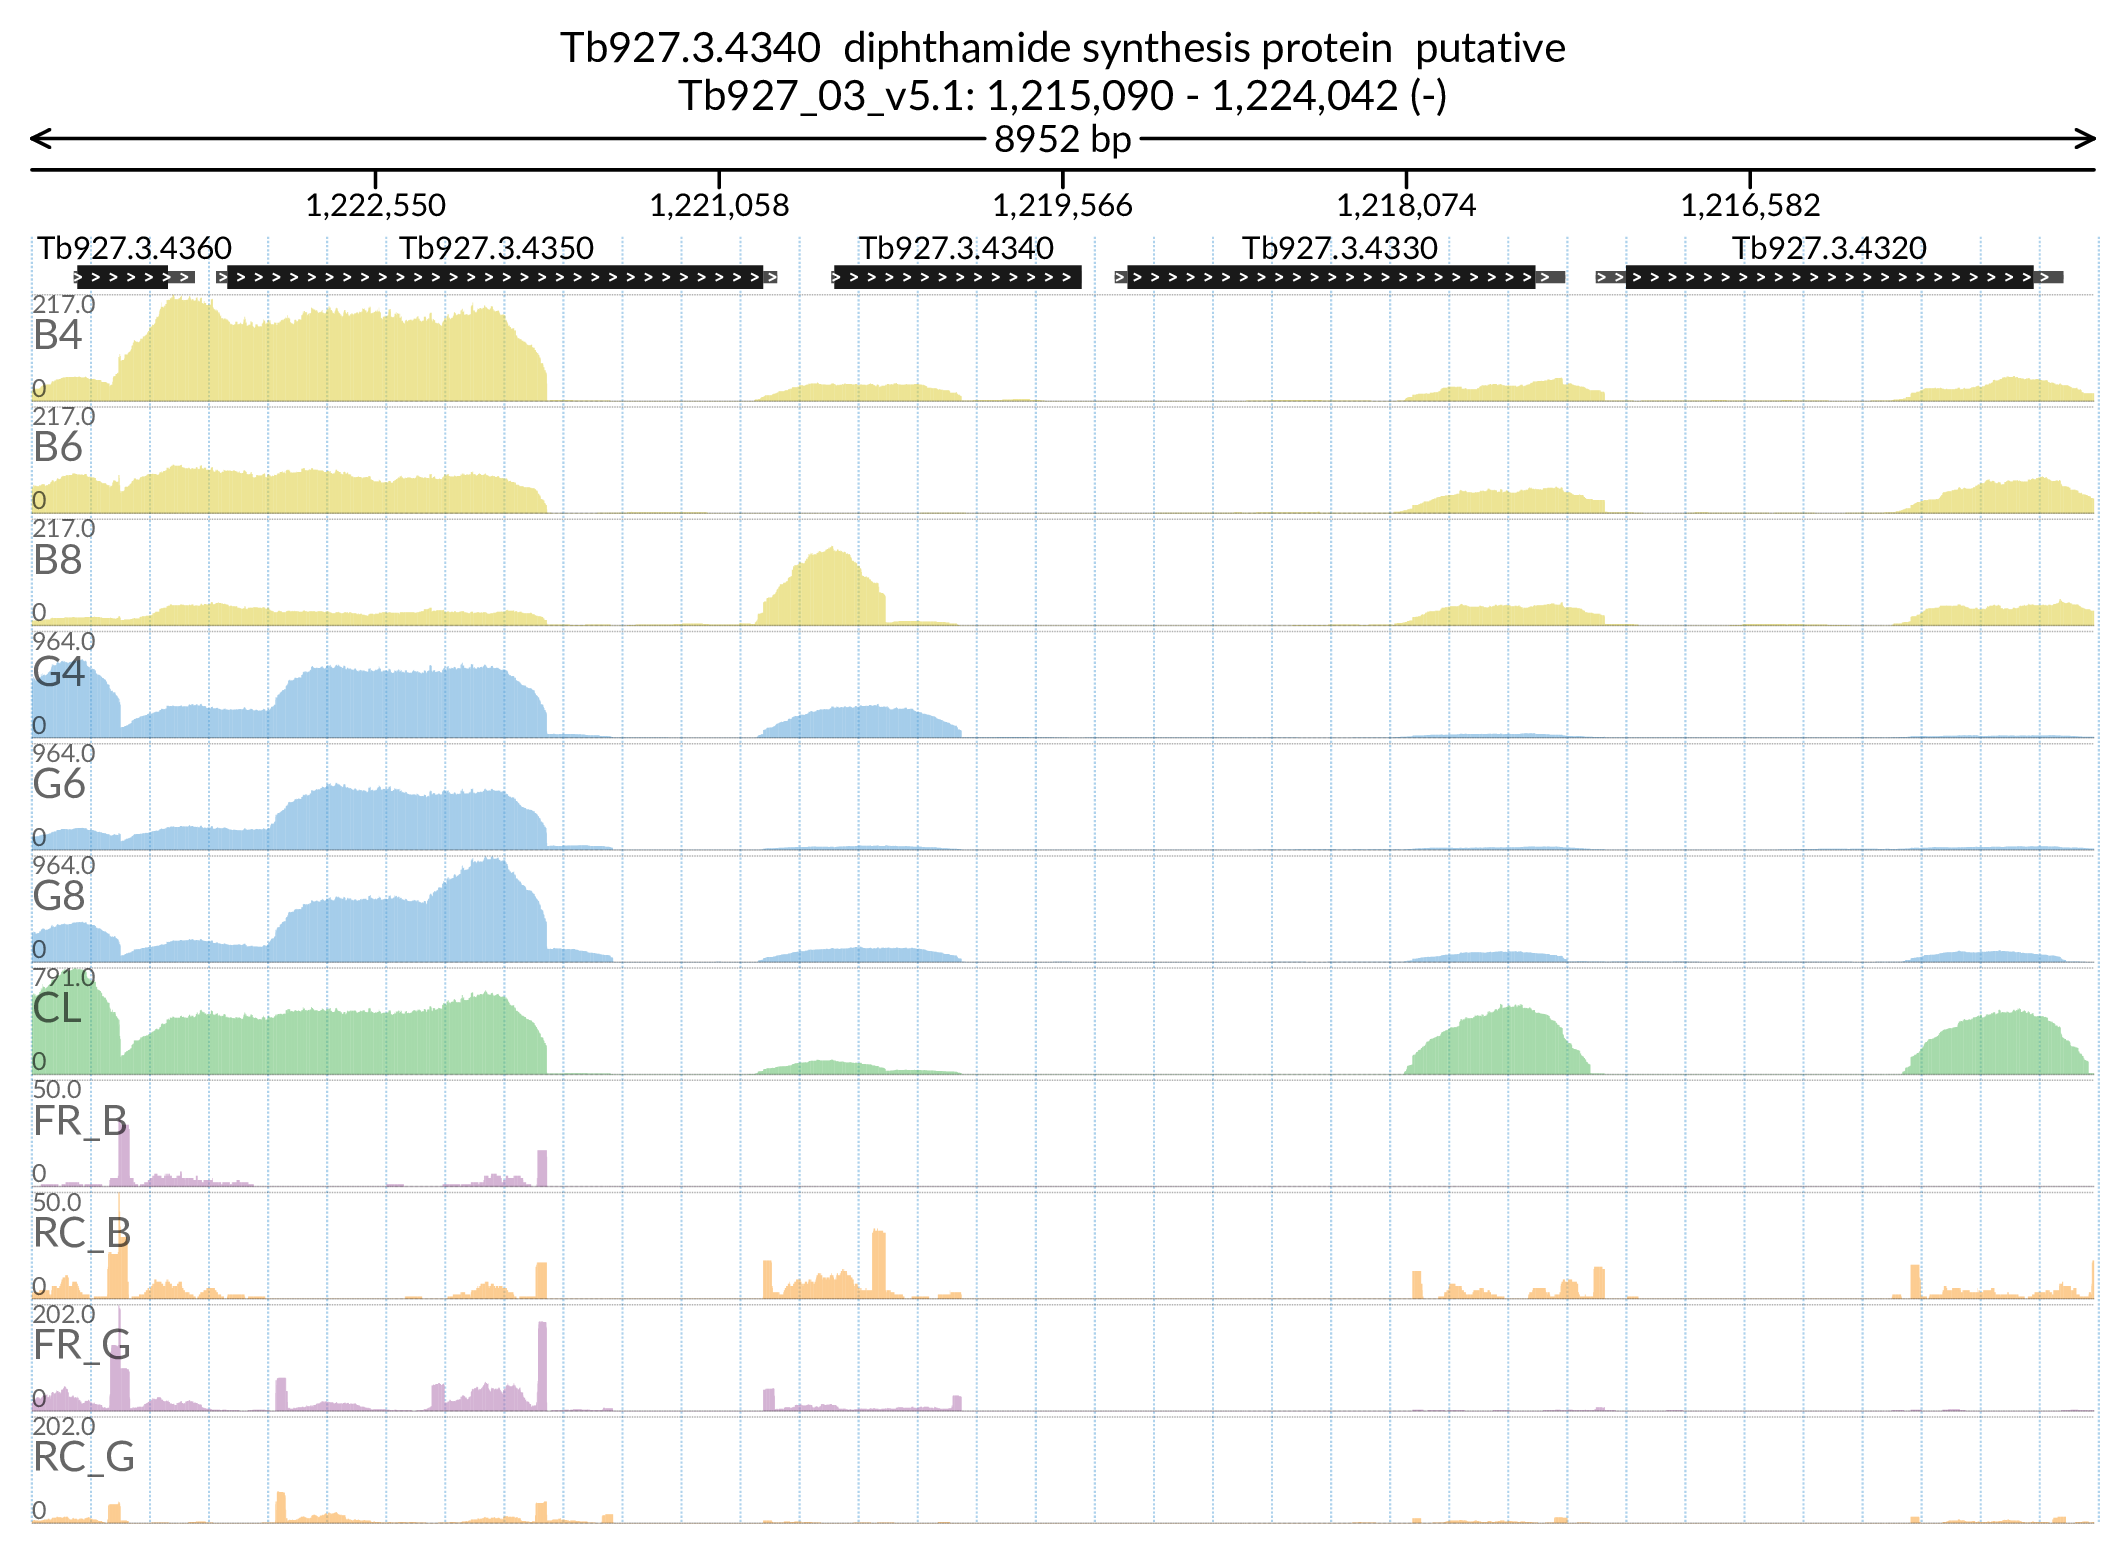 Tb927.3.4340 diphthamide synthesis protein putative
Tb927_03_v5.1: 1,215,090 - 1,224,042 (-)
8952 bp
1,222,550 1,221,058 1,219,566 1,218,074 1,216,582
Tb927.3.4360 Tb927.3.4350 Tb927.3.4340 Tb927.3.4330 Tb927.3.4320
217.0
B4
0
217.0
B6
0
217.0
B8
0
964.0
G4
0
964.0
G6
0
964.0
G8
0
791.0
CL
0
50.0
FR_B
0
50.0
RC_B
0
202.0
FR_G
0
202.0
RC_G
0